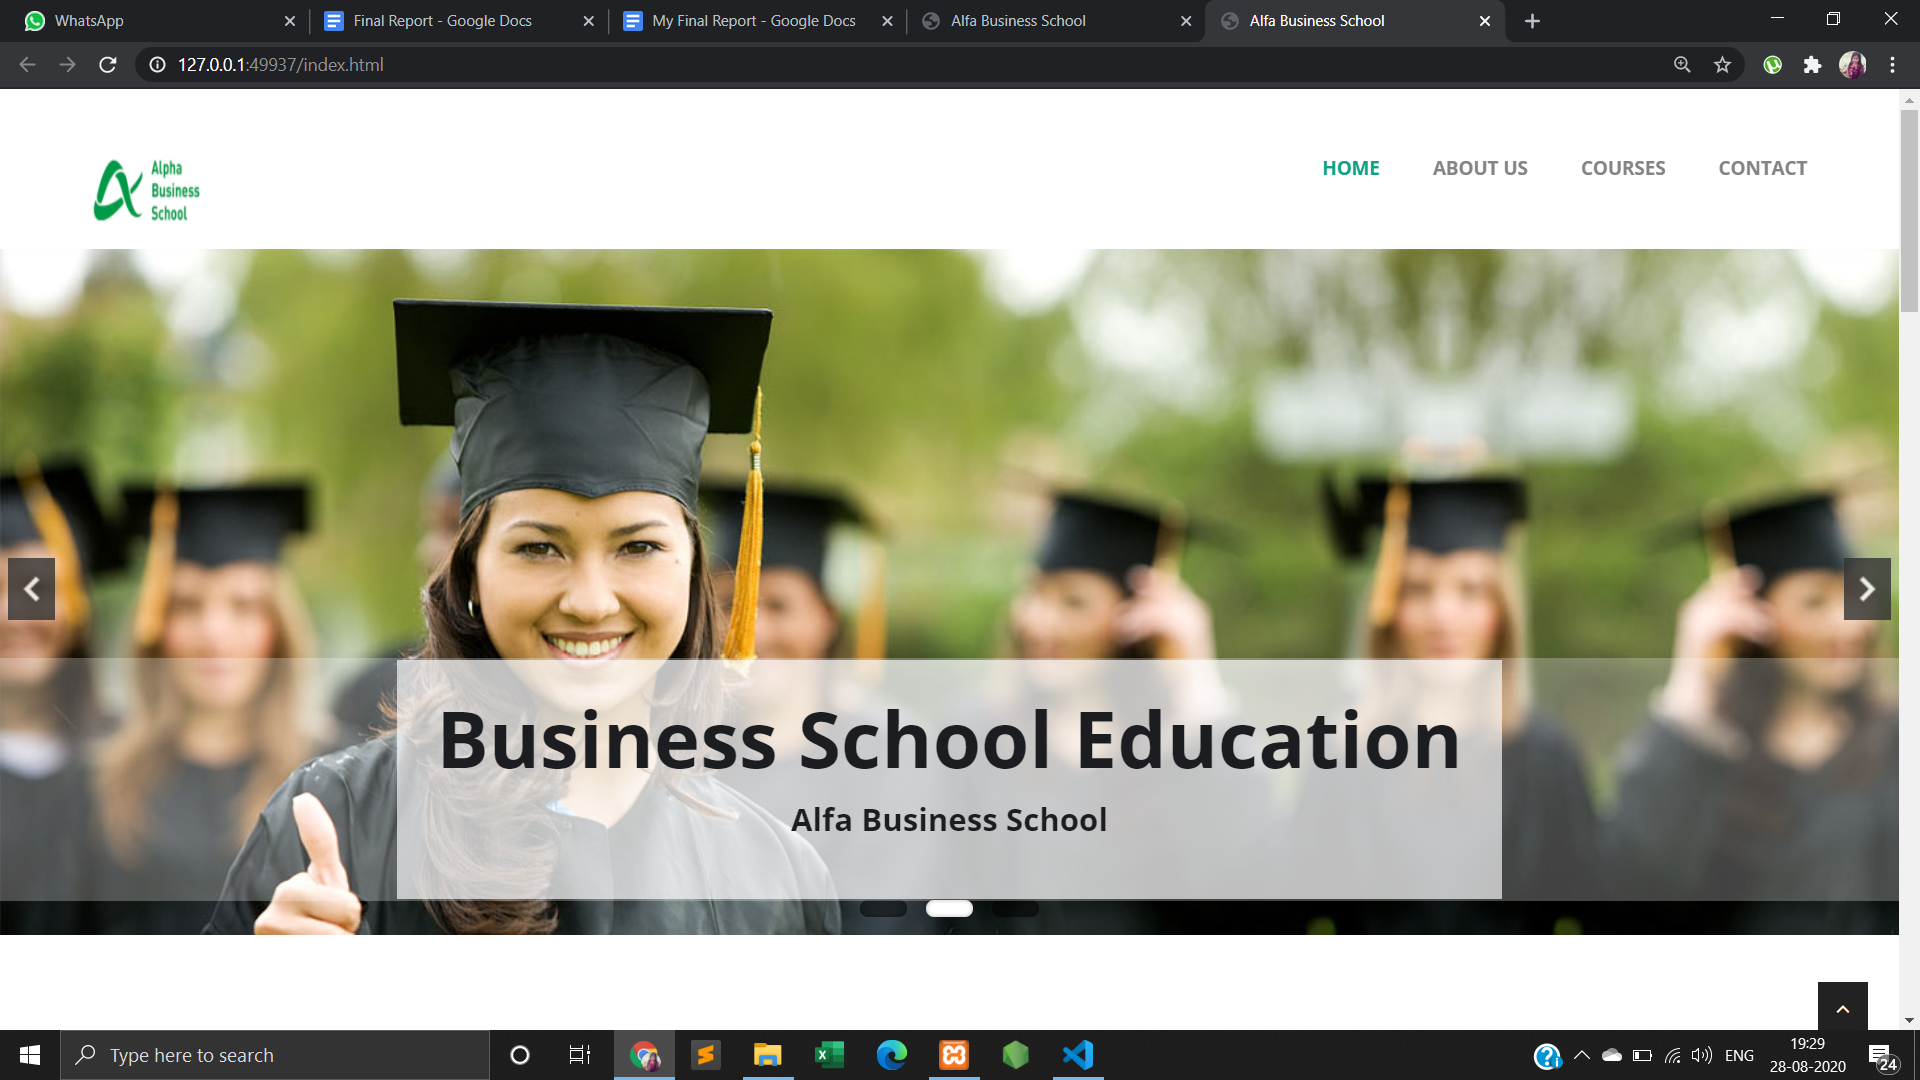 WhatsApp
Final Report - Google Docs
My Final Report - Google Docs
Alfa Business School
Alfa Business School
127.0.0.1:49937/index.html
Alpha
Business
School
HOME
ABOUT US
COURSES
CONTACT
Business School Education
Alfa Business School
Type here to search
ENG
19:29
28-08-2020
24